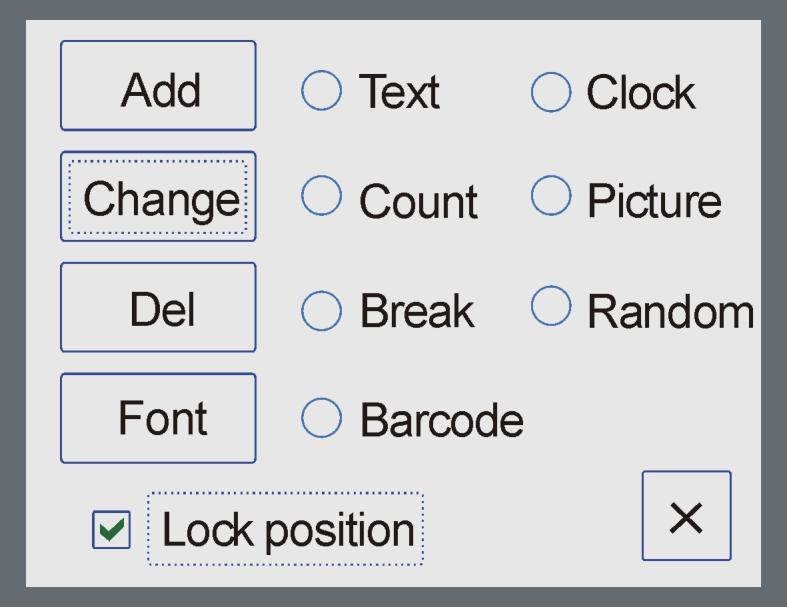 Add Text Clock
Change Count Picture
Del Break Random
Font Barcode
Lock position